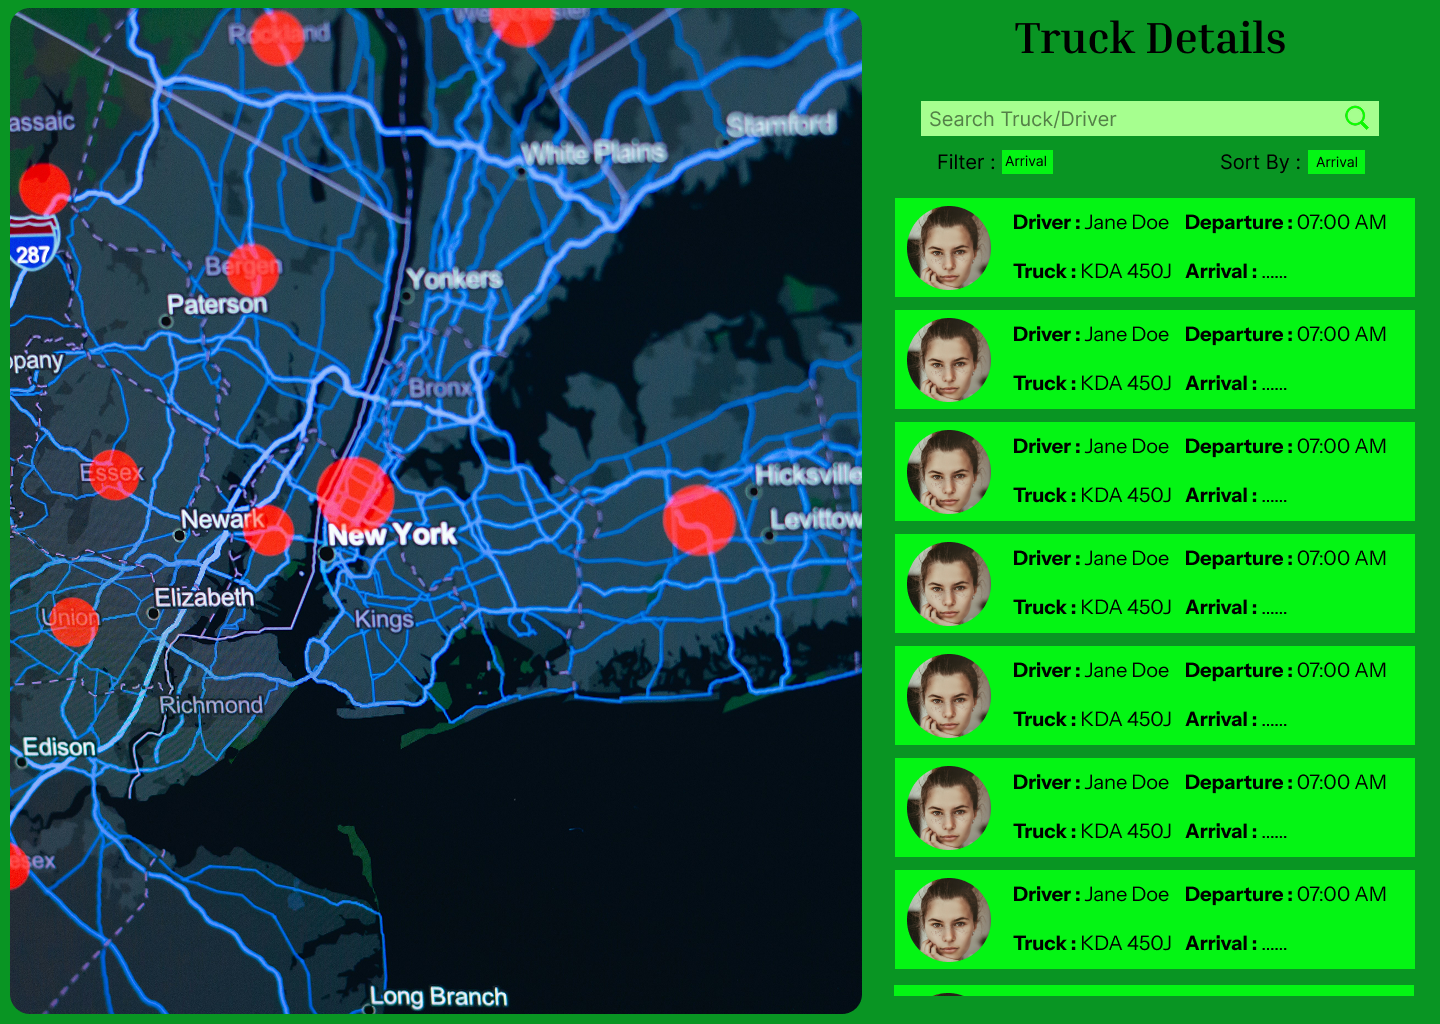 Rockland
Westchester
assaic
Stamford
White Plains
287
Bergen
Yonkers
Paterson
opany
Bronx
Essex
Hicksville
Newark
New York
Levittow
Elizabeth
Union
Kings
Richmond
Edison
esex
Long Branch
Truck Details
Search Truck/Driver
Filter : Arrival
Sort By : Arrival
Driver : Jane Doe Departure : 07:00 AM
Truck : KDA 450J Arrival : ......
Driver : Jane Doe Departure : 07:00 AM
Truck : KDA 450J Arrival : ......
Driver : Jane Doe Departure : 07:00 AM
Truck : KDA 450J Arrival : ......
Driver : Jane Doe Departure : 07:00 AM
Truck : KDA 450J Arrival : ......
Driver : Jane Doe Departure : 07:00 AM
Truck : KDA 450J Arrival : ......
Driver : Jane Doe Departure : 07:00 AM
Truck : KDA 450J Arrival : ......
Driver : Jane Doe Departure : 07:00 AM
Truck : KDA 450J Arrival : ......